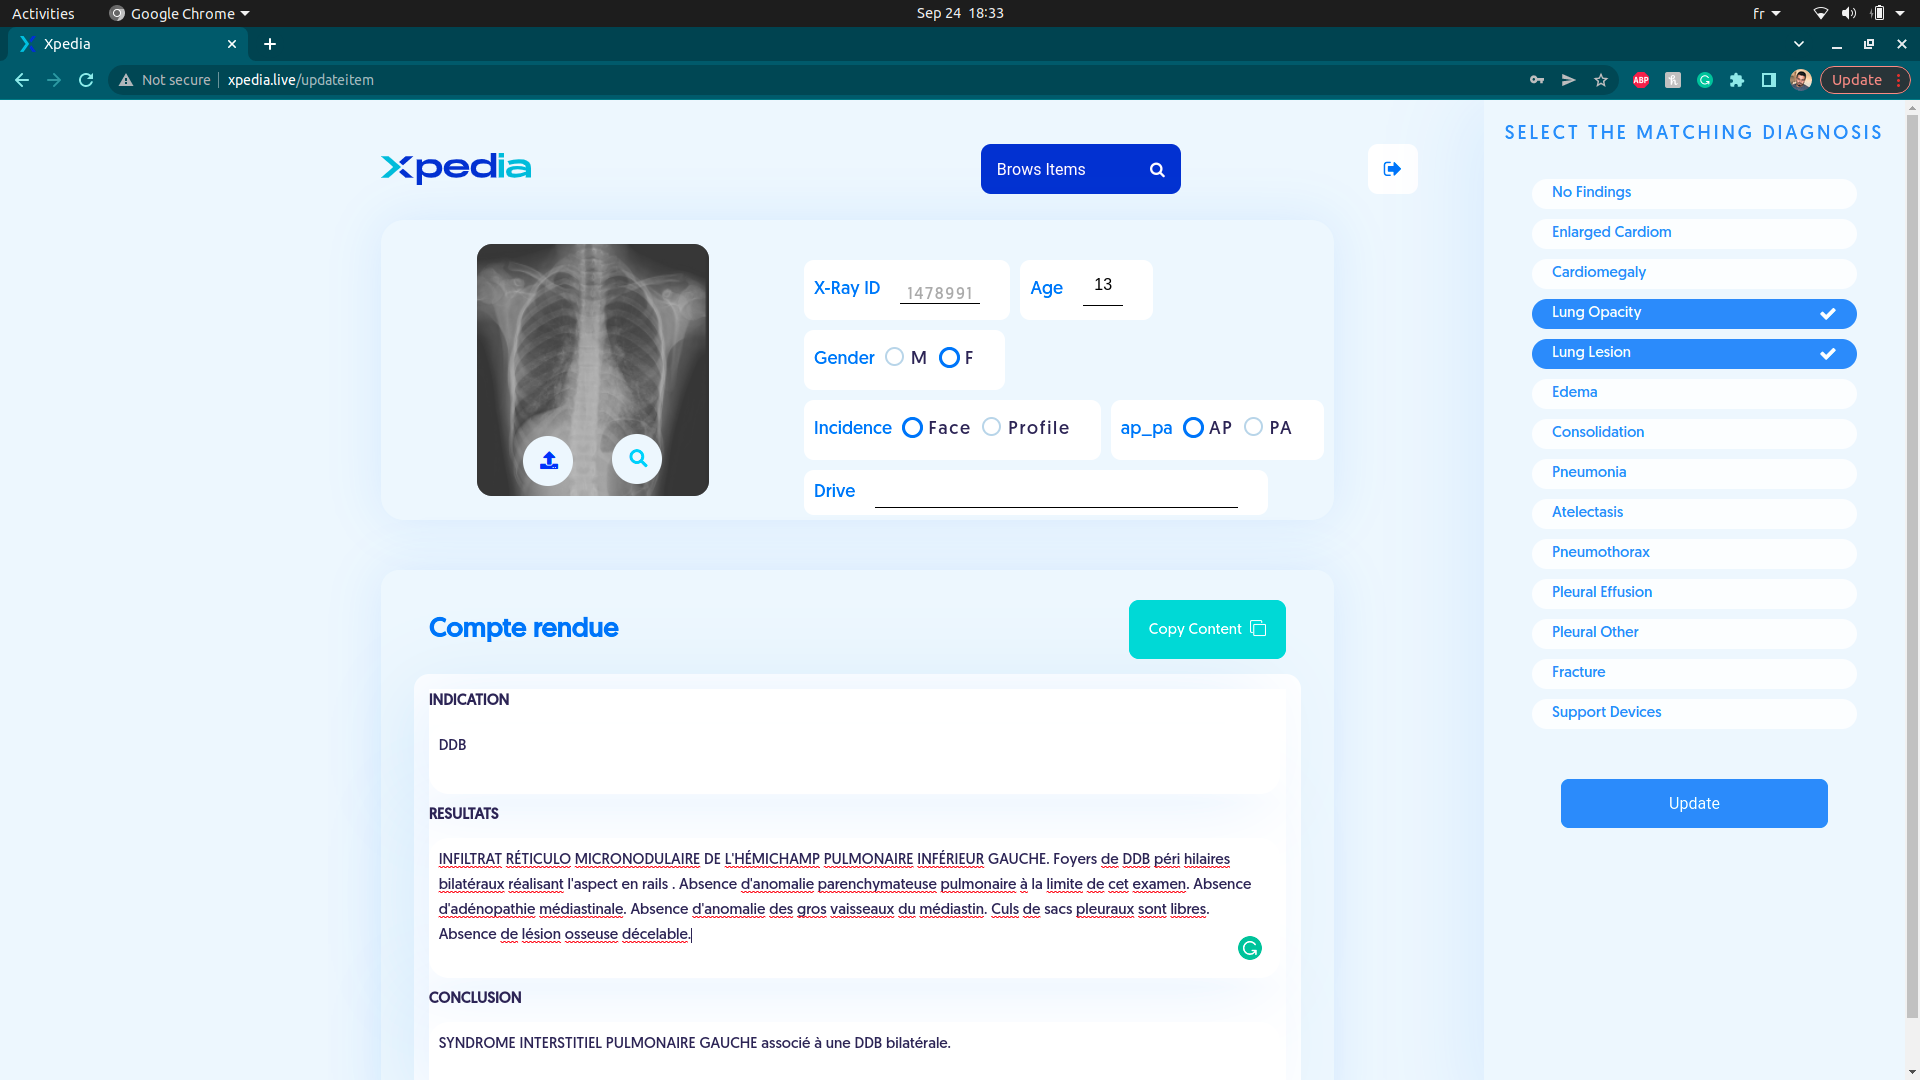 Activities
Google Chrome
Sep 24 18:33
fr
Xpedia
Not secure
xpedia.live/updateitem
ABP
Update
xpedia
Brows Items
SELECT THE MATCHING DIAGNOSIS
No Findings
Enlarged Cardiom
Cardiomegaly
Lung Opacity
Lung Lesion
Edema
Consolidation
Pneumonia
Atelectasis
Pneumothorax
Pleural Effusion
Pleural Other
Fracture
Support Devices
Update
X-Ray ID 1478991
Age 13
Gender M F
Incidence Face Profile
ap_pa AP PA
Drive
Compte rendue
Copy Content
INDICATION
DDB
RESULTATS
INFILTRAT RÉTICULO MICRONODULAIRE DE L'HÉMICHAMP PULMONAIRE INFÉRIEUR GAUCHE. Foyers de DDB péri hilaires
bilatéraux réalisant l'aspect en rails . Absence d'anomalie parenchymateuse pulmonaire à la limite de cet examen. Absence
d'adénopathie médiastinale. Absence d'anomalie des gros vaisseaux du médiastin. Culs de sacs pleuraux sont libres.
Absence de lésion osseuse décelable.
CONCLUSION
SYNDROME INTERSTITIEL PULMONAIRE GAUCHE associé à une DDB bilatérale.